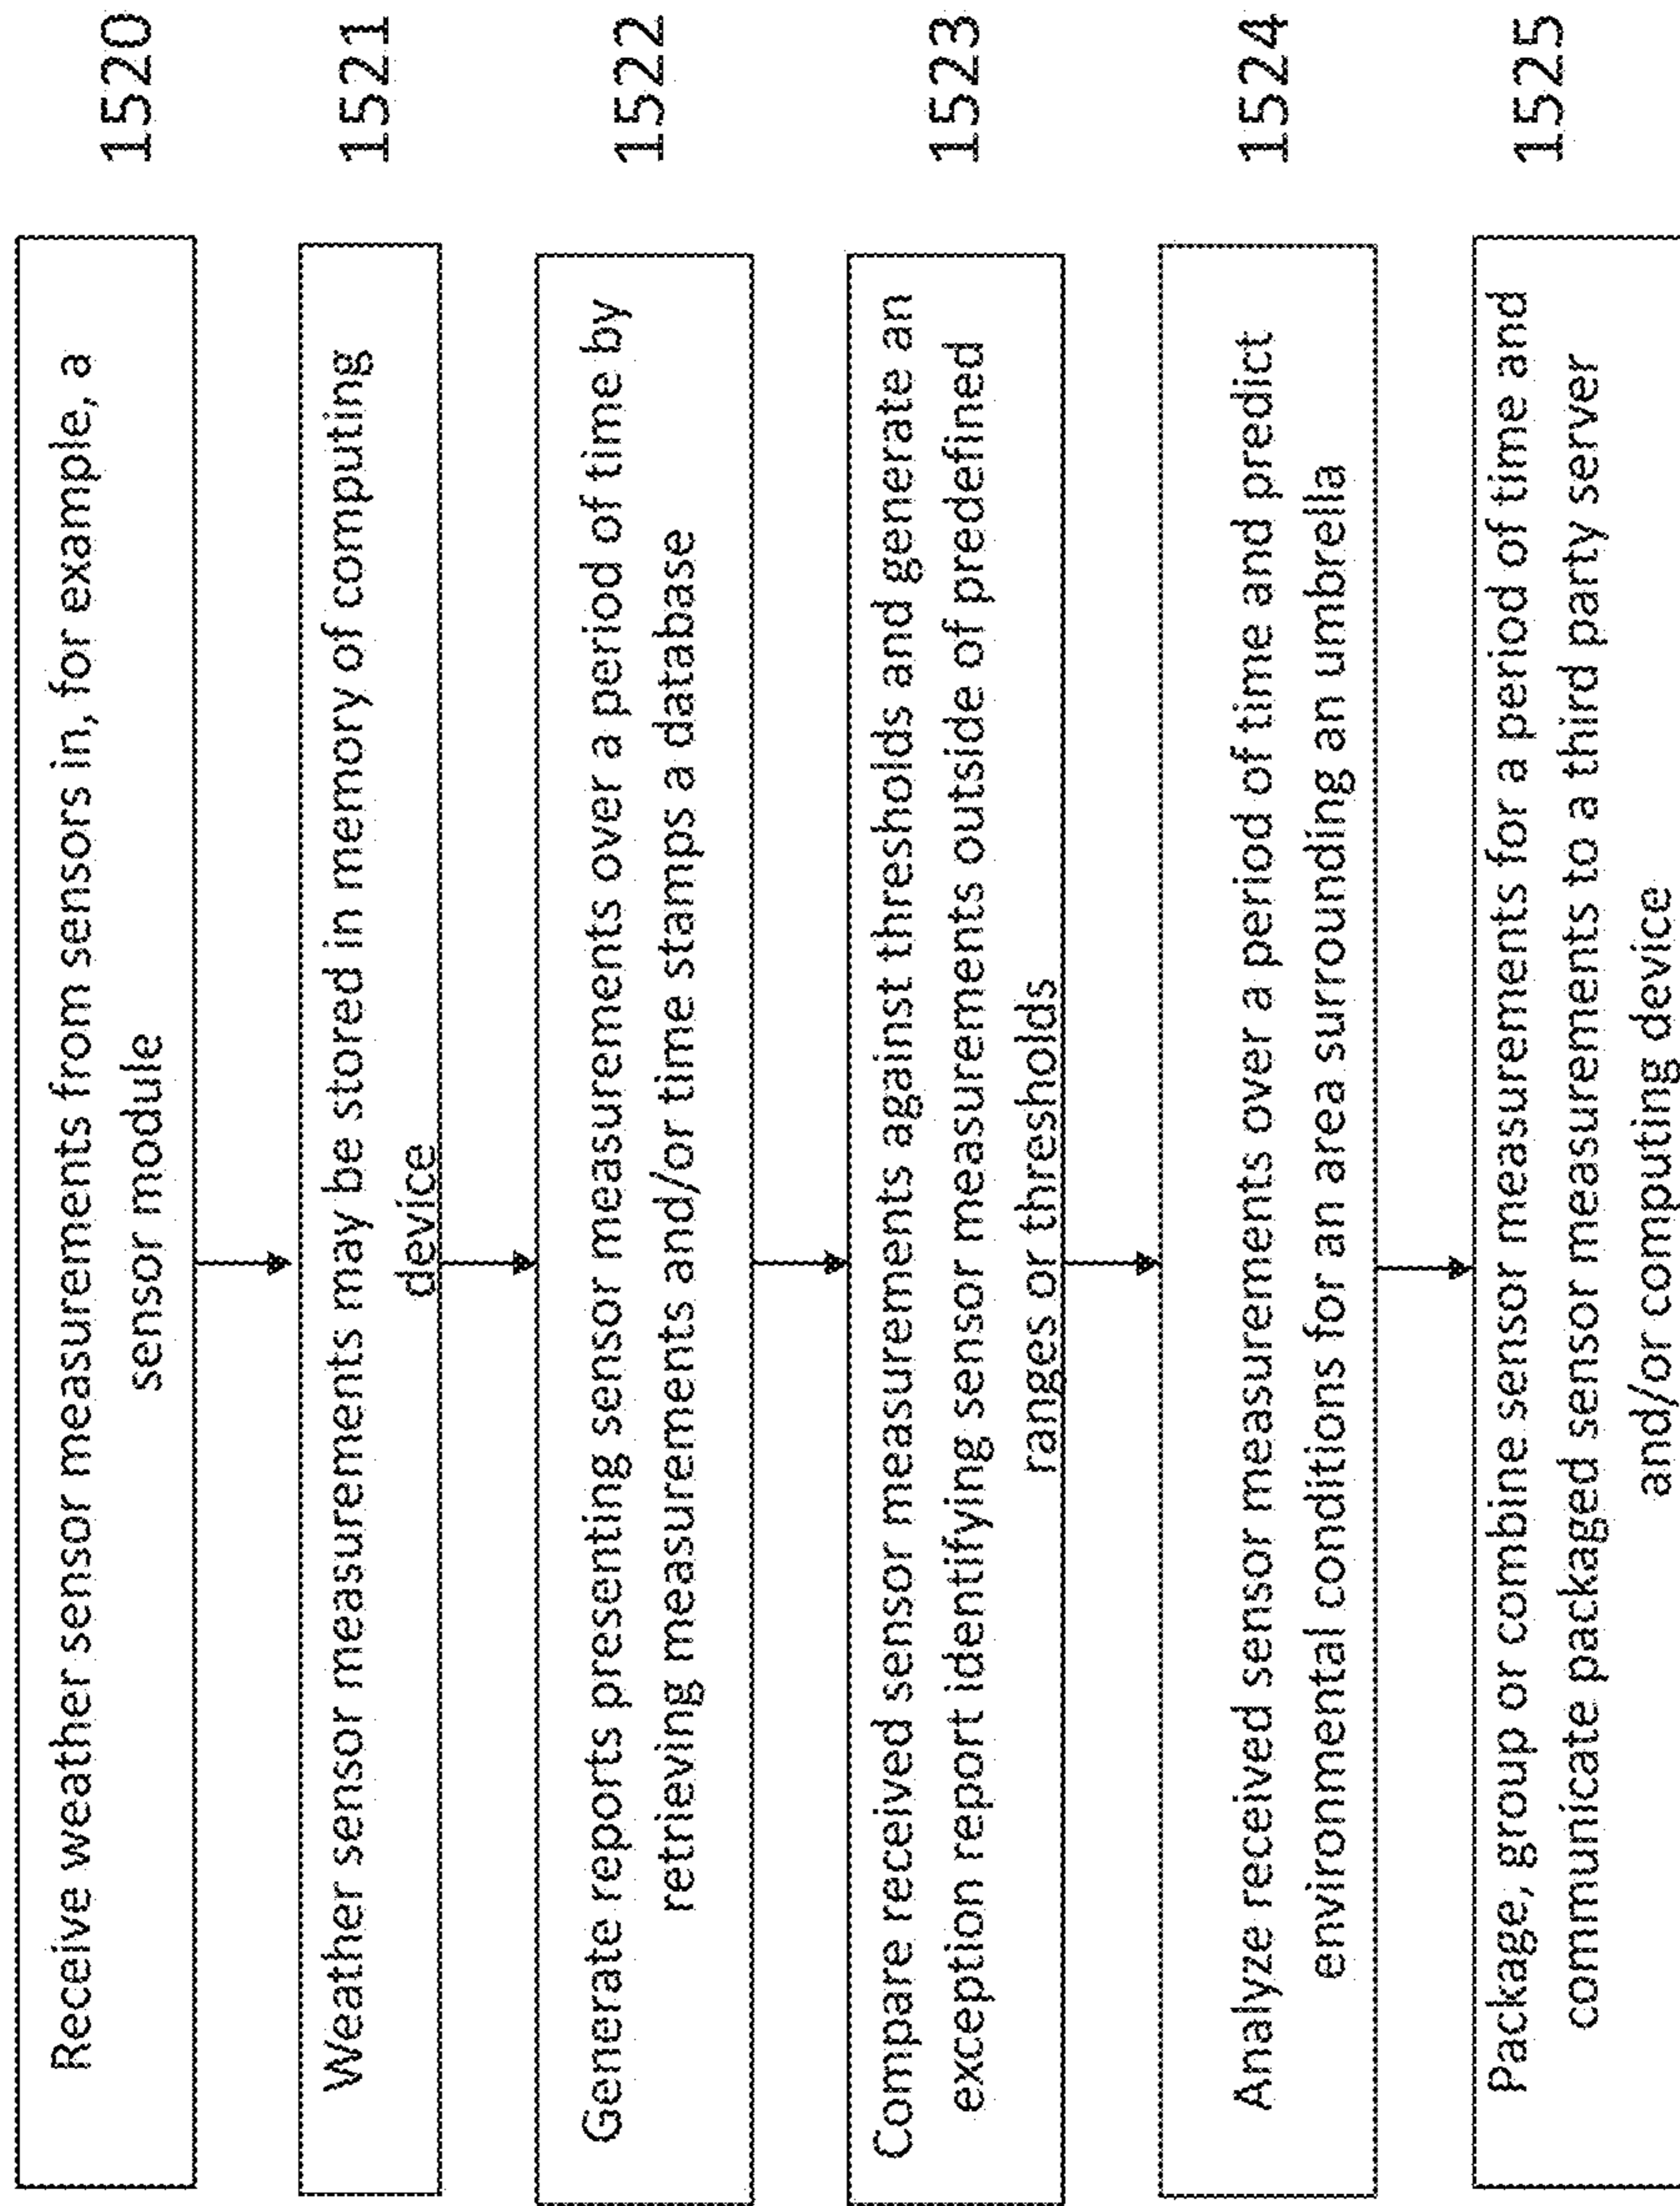 Receive weather sensor measurements from sensors in, for example, a
sensor module
1520
Weather sensor measurements may be stored in memory of computing
device
1521
Generate reports presenting sensor measurements over a period of time by
retrieving measurements and/or time stamps a database
1522
Compare received sensor measurements against thresholds and generate an
exception report identifying sensor measurements outside of predefined
ranges or thresholds
1523
Analyze received sensor measurements over a period of time and predict
environmental conditions for an area surrounding an umbrella
1524
Package, group or combine sensor measurements for a period of time and
communicate packaged sensor measurements to a third party server
and/or computing device
1525